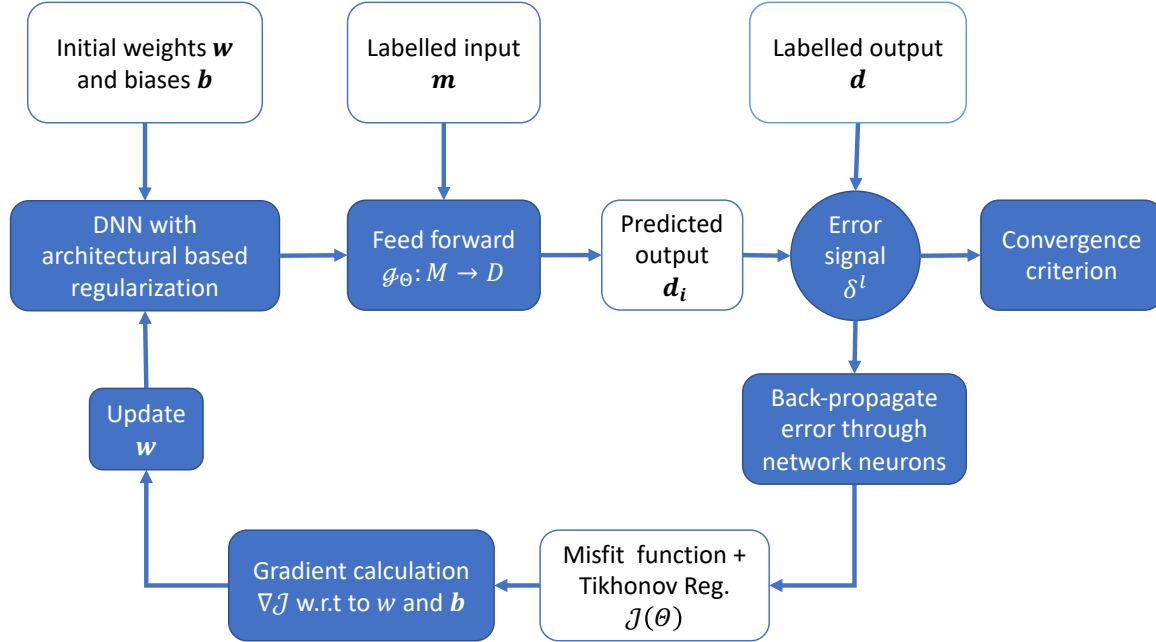 Initial weights 𝒘
and biases 𝒃
Labelled input
𝒎
Labelled output
𝒅
DNN with
architectural based
regularization
Feed forward
ℊ_Θ: M → D
Predicted
output
𝒅_𝒊
Error
signal
δ^l
Convergence
criterion
Update
𝒘
Back-propagate
error through
network neurons
Gradient calculation
∇𝒥 w.r.t to w and 𝒃
Misfit function +
Tikhonov Reg.
𝒥(Θ)